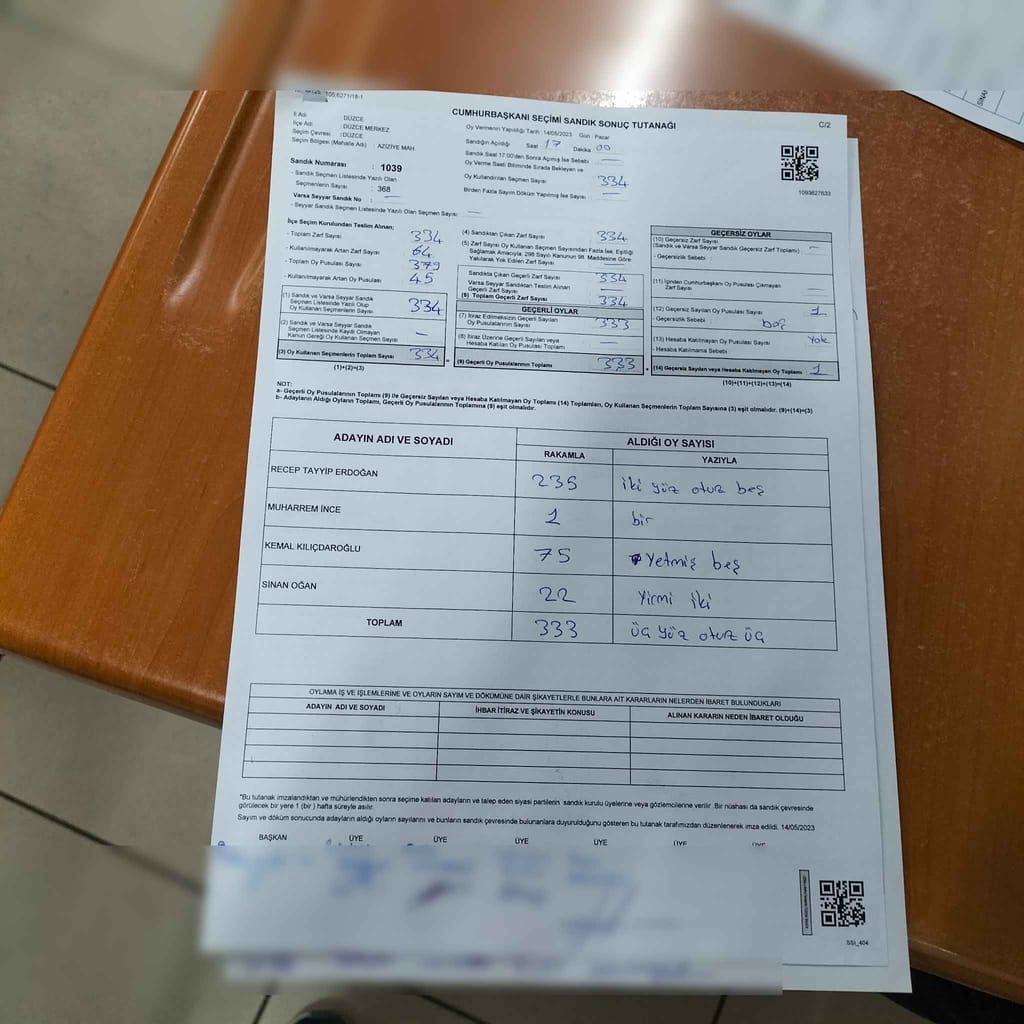 105.6271/18-1
CUMHURBAŞKANI SEÇİMİ SANDIK SONUÇ TUTANAĞI
C/2
İl Adı : DÜZCE
İlçe Adı : DÜZCE MERKEZ
Seçim Çevresi : DÜZCE
Seçim Bölgesi (Mahalle Adı) : AZİZİYE MAH.
Sandık Numarası : 1039
- Sandık Seçmen Listesinde Yazılı Olan
Seçmenlerin Sayısı : 368
Varsa Seyyar Sandık No : —
- Seyyar Sandık Seçmen Listesinde Yazılı Olan Seçmen Sayısı: —
Oy Vermenin Yapıldığı Tarih : 14/05/2023 Gün : Pazar
Sandığın Açıldığı Saat 17 Dakika 00
Sandık Saat 17.00'den Sonra Açılmış İse Sebebi : —
Oy Verme Saati Bitiminde Sırada Bekleyen ve
Oy Kullandırılan Seçmen Sayısı 334
Birden Fazla Sayım Döküm Yapılmış İse Sayısı: —
1093627633
İlçe Seçim Kurulundan Teslim Alınan;
- Toplam Zarf Sayısı : 334
- Kullanılmayarak Artan Zarf Sayısı : 64
- Toplam Oy Pusulası Sayısı : 379
- Kullanılmayarak Artan Oy Pusulası : 45
(1) Sandık ve Varsa Seyyar Sandık
Seçmen Listesinde Yazılı Olup
Oy Kullanan Seçmenlerin Sayısı 334
(2) Sandık ve Varsa Seyyar Sandık
Seçmen Listesinde Kayıtlı Olmayan
Kanun Gereği Oy Kullanan Seçmen Sayısı —
(3) Oy Kullanan Seçmenlerin Toplam Sayısı 334
(1)+(2)=(3)
(4) Sandıktan Çıkan Zarf Sayısı 334
(5) Zarf Sayısı Oy Kullanan Seçmen Sayısından Fazla İse, Eşitliği
Sağlamak Amacıyla, 298 Sayılı Kanunun 98. Maddesine Göre
Yakılarak Yok Edilen Zarf Sayısı —
Sandıkta Çıkan Geçerli Zarf Sayısı 334
Varsa Seyyar Sandıktan Teslim Alınan
Geçerli Zarf Sayısı —
(6) Toplam Geçerli Zarf Sayısı 334
GEÇERLİ OYLAR
(7) İtiraz Edilmeksizin Geçerli Sayılan
Oy Pusulalarının Sayısı 333
(8) İtiraz Üzerine Geçerli Sayılan veya
Hesaba Katılan Oy Pusulası Toplamı —
(9) Geçerli Oy Pusulalarının Toplamı 333
GEÇERSİZ OYLAR
(10) Geçersiz Zarf Sayısı
(Sandık ve Varsa Seyyar Sandık Geçersiz Zarf Toplamı) —
- Geçersizlik Sebebi :
(11) İçinden Cumhurbaşkanı Oy Pusulası Çıkmayan
Zarf Sayısı —
(12) Geçersiz Sayılan Oy Pusulası Sayısı 1
Geçersizlik Sebebi boş
(13) Hesaba Katılmayan Oy Pusulası Sayısı Yok
Hesaba Katılmama Sebebi
(14) Geçersiz Sayılan veya Hesaba Katılmayan Oy Toplamı 1
(10)+(11)+(12)+(13)=(14)
NOT:
a- Geçerli Oy Pusulalarının Toplamı (9) ile Geçersiz Sayılan veya Hesaba Katılmayan Oy Toplamı (14) Toplamları, Oy Kullanan Seçmenlerin Toplam Sayısına (3) eşit olmalıdır. (9)+(14)=(3)
b- Adayların Aldığı Oyların Toplamı, Geçerli Oy Pusulalarının Toplamına (9) eşit olmalıdır.
ADAYIN ADI VE SOYADI ALDIĞI OY SAYISI
RAKAMLA YAZIYLA
RECEP TAYYİP ERDOĞAN 235 iki yüz otuz beş
MUHARREM İNCE 1 bir
KEMAL KILIÇDAROĞLU 75 Yetmiş beş
SİNAN OĞAN 22 Yirmi iki
TOPLAM 333 üç yüz otuz üç
OYLAMA İŞ VE İŞLEMLERİNE VE OYLARIN SAYIM VE DÖKÜMÜNE DAİR ŞİKAYETLERLE BUNLARA AİT KARARLARIN NELERDEN İBARET BULUNDUKLARI
ADAYIN ADI VE SOYADI İHBAR İTİRAZ VE ŞİKAYETİN KONUSU ALINAN KARARIN NEDEN İBARET OLDUĞU
*Bu tutanak imzalandıktan ve mühürlendikten sonra seçime katılan adayların ve talep eden siyasi partilerin sandık kurulu üyelerine veya gözlemcilerine verilir. Bir nüshası da sandık çevresinde
görülecek bir yere 1 (bir) hafta süreyle asılır.
Sayım ve döküm sonucunda adayların aldığı oyların sayılarını ve bunların sandık çevresinde bulunanlara duyurulduğunu gösteren bu tutanak tarafımızdan düzenlenerek imza edildi. 14/05/2023
BAŞKAN ÜYE ÜYE ÜYE ÜYE ÜYE ÜYE
SSİ_404